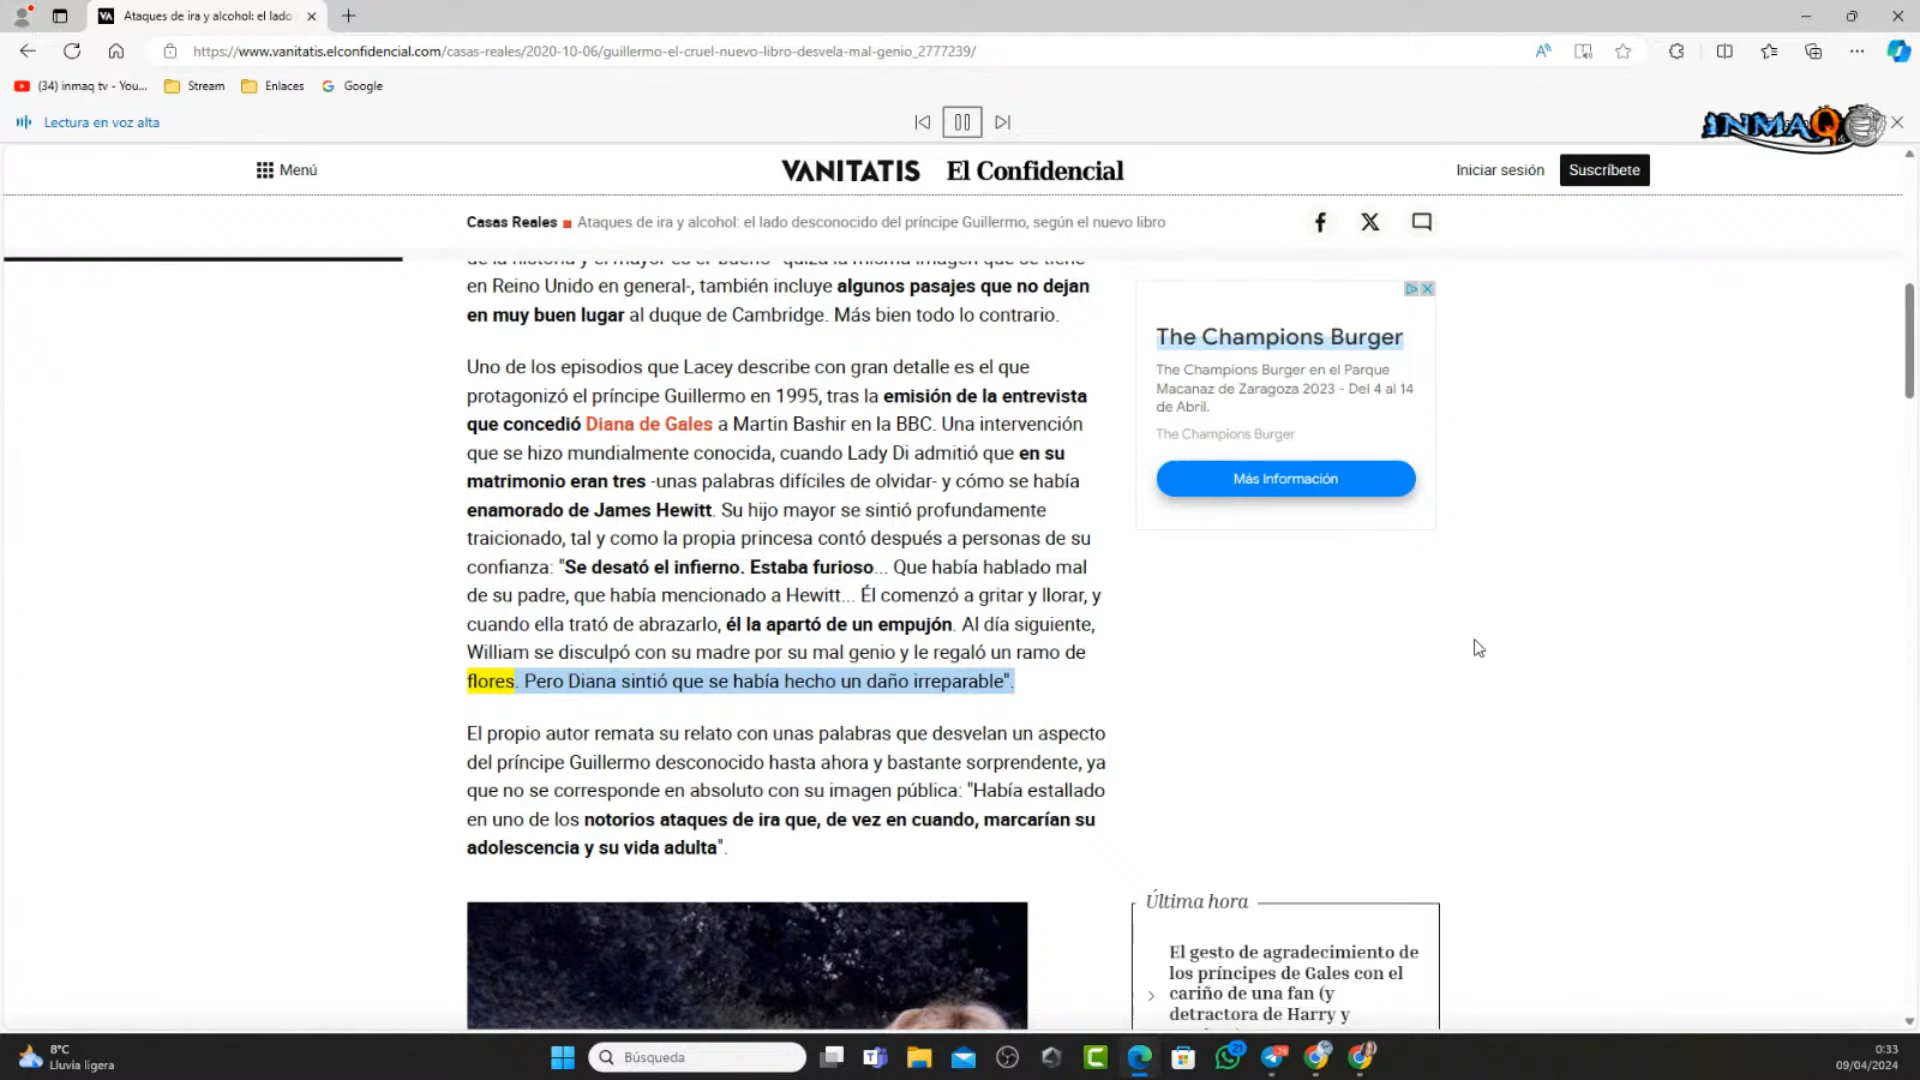 Ataques de ira y alcohol: el lado
https://www.vanitatis.elconfidencial.com/casas-reales/2020-10-06/guillermo-el-cruel-nuevo-libro-desvela-mal-genio_2777239/
(34) inmaq tv - You...
Stream
Enlaces
Google
Lectura en voz alta
INMAQ
Menú
VANITATIS El Confidencial
Iniciar sesión
Suscríbete
Casas Reales Ataques de ira y alcohol: el lado desconocido del príncipe Guillermo, según el nuevo libro
de la historia y el mayor es el 'bueno' -quizá la misma imagen que se tiene
en Reino Unido en general-, también incluye algunos pasajes que no dejan
en muy buen lugar al duque de Cambridge. Más bien todo lo contrario.
Uno de los episodios que Lacey describe con gran detalle es el que
protagonizó el príncipe Guillermo en 1995, tras la emisión de la entrevista
que concedió Diana de Gales a Martin Bashir en la BBC. Una intervención
que se hizo mundialmente conocida, cuando Lady Di admitió que en su
matrimonio eran tres -unas palabras difíciles de olvidar- y cómo se había
enamorado de James Hewitt. Su hijo mayor se sintió profundamente
traicionado, tal y como la propia princesa contó después a personas de su
confianza: "Se desató el infierno. Estaba furioso... Que había hablado mal
de su padre, que había mencionado a Hewitt... Él comenzó a gritar y llorar, y
cuando ella trató de abrazarlo, él la apartó de un empujón. Al día siguiente,
William se disculpó con su madre por su mal genio y le regaló un ramo de
flores. Pero Diana sintió que se había hecho un daño irreparable".
El propio autor remata su relato con unas palabras que desvelan un aspecto
del príncipe Guillermo desconocido hasta ahora y bastante sorprendente, ya
que no se corresponde en absoluto con su imagen pública: "Había estallado
en uno de los notorios ataques de ira que, de vez en cuando, marcarían su
adolescencia y su vida adulta".
The Champions Burger
The Champions Burger en el Parque
Macanaz de Zaragoza 2023 - Del 4 al 14
de Abril.
The Champions Burger
Más Información
Última hora
El gesto de agradecimiento de
los príncipes de Gales con el
cariño de una fan (y
detractora de Harry y
8°C
Lluvia ligera
Búsqueda
21
0:33
09/04/2024